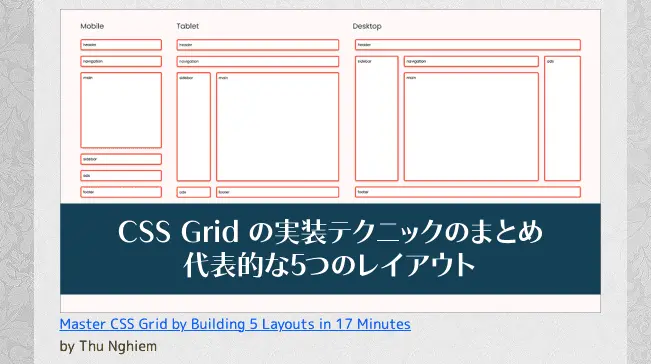 Mobile
Tablet
Desktop
header
header
header
navigation
navigation
sidebar
navigation
ads
main
sidebar
main
main
sidebar
ads
footer
ads
footer
footer
CSS Grid の実装テクニックのまとめ
代表的な5つのレイアウト
Master CSS Grid by Building 5 Layouts in 17 Minutes
by Thu Nghiem